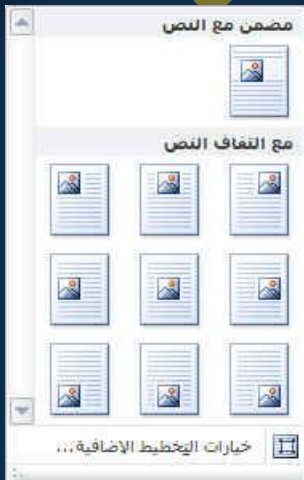 مضمن مع النص
مع التفاف النص
خيارات التخطيط الإضافية...